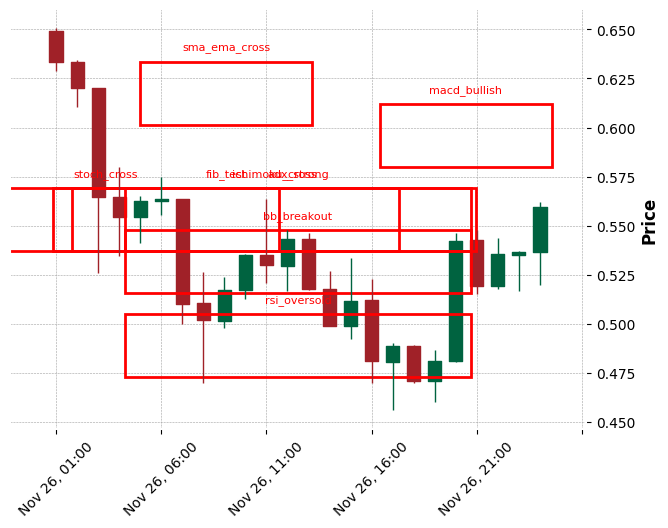 sma_ema_cross
macd_bullish
stoch_cross
fib_test
ichimoku_cross
adx_strong
bb_breakout
rsi_oversold
0.650
0.625
0.600
0.575
0.550
0.525
0.500
0.475
0.450
Price
Nov 26, 01:00
Nov 26, 06:00
Nov 26, 11:00
Nov 26, 16:00
Nov 26, 21:00